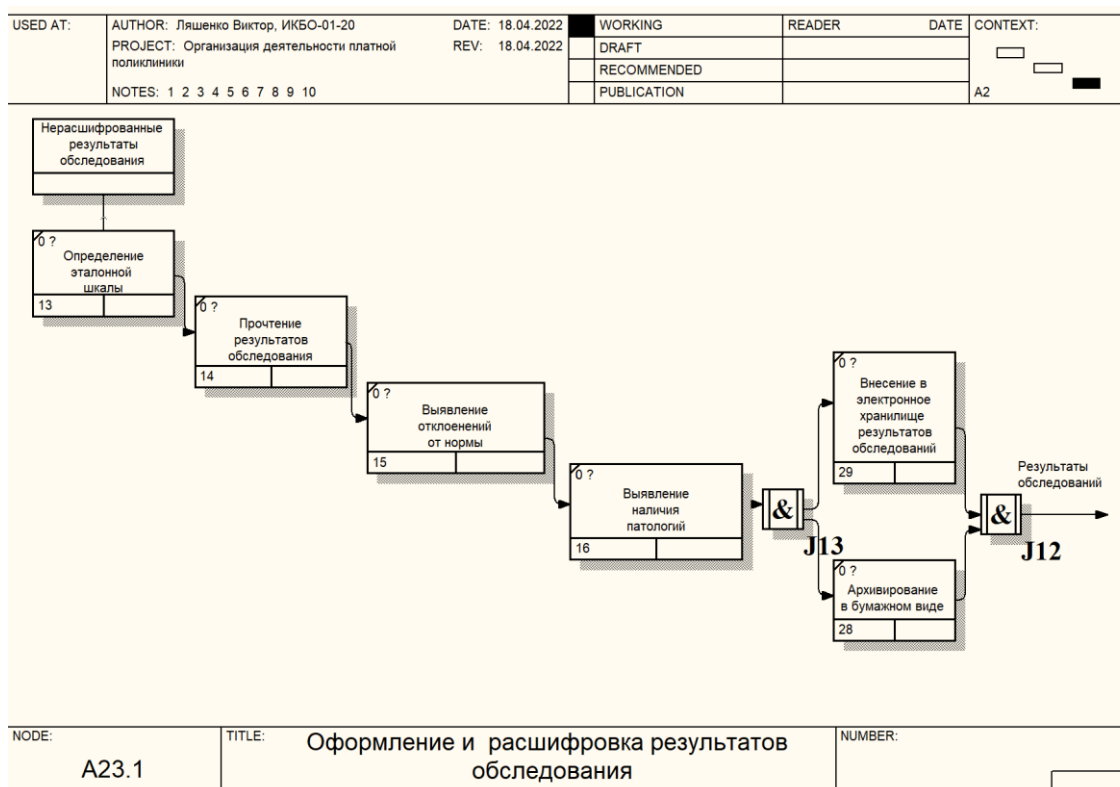 USED AT:
AUTHOR: Ляшенко Виктор, ИКБО-01-20
DATE: 18.04.2022
PROJECT: Организация деятельности платной
поликлиники
REV: 18.04.2022
NOTES: 1 2 3 4 5 6 7 8 9 10
WORKING
DRAFT
RECOMMENDED
PUBLICATION
READER
DATE
CONTEXT:
A2
Нерасшифрованные
результаты
обследования
0 ?
Определение
эталонной
шкалы
13
0 ?
Прочтение
результатов
обследования
14
0 ?
Выявление
отклоенений
от нормы
15
0 ?
Выявление
наличия
патологий
16
&
J13
0 ?
Внесение в
электронное
хранилище
результатов
обследований
29
0 ?
Архивирование
в бумажном виде
28
&
J12
Результаты
обследований
NODE:
A23.1
TITLE:
Оформление и расшифровка результатов
обследования
NUMBER: